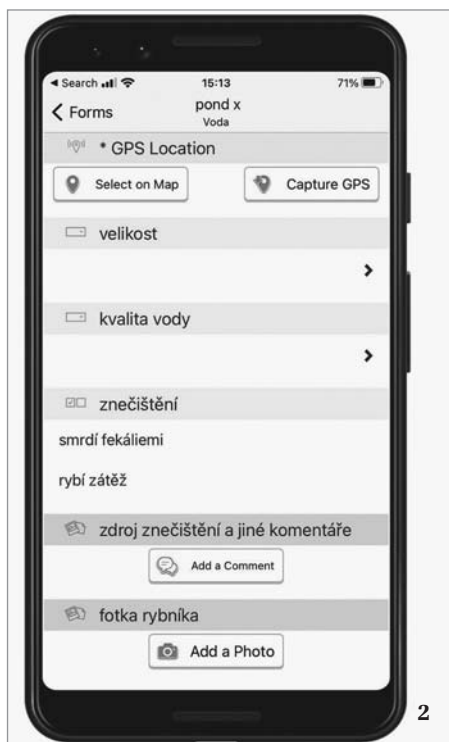 Search 15:13 71%
Forms pond x
Voda
* GPS Location
Select on Map Capture GPS
velikost
kvalita vody
znečištění
smrdí fekáliemi
rybí zátěž
zdroj znečištění a jiné komentáře
Add a Comment
fotka rybníka
Add a Photo
2